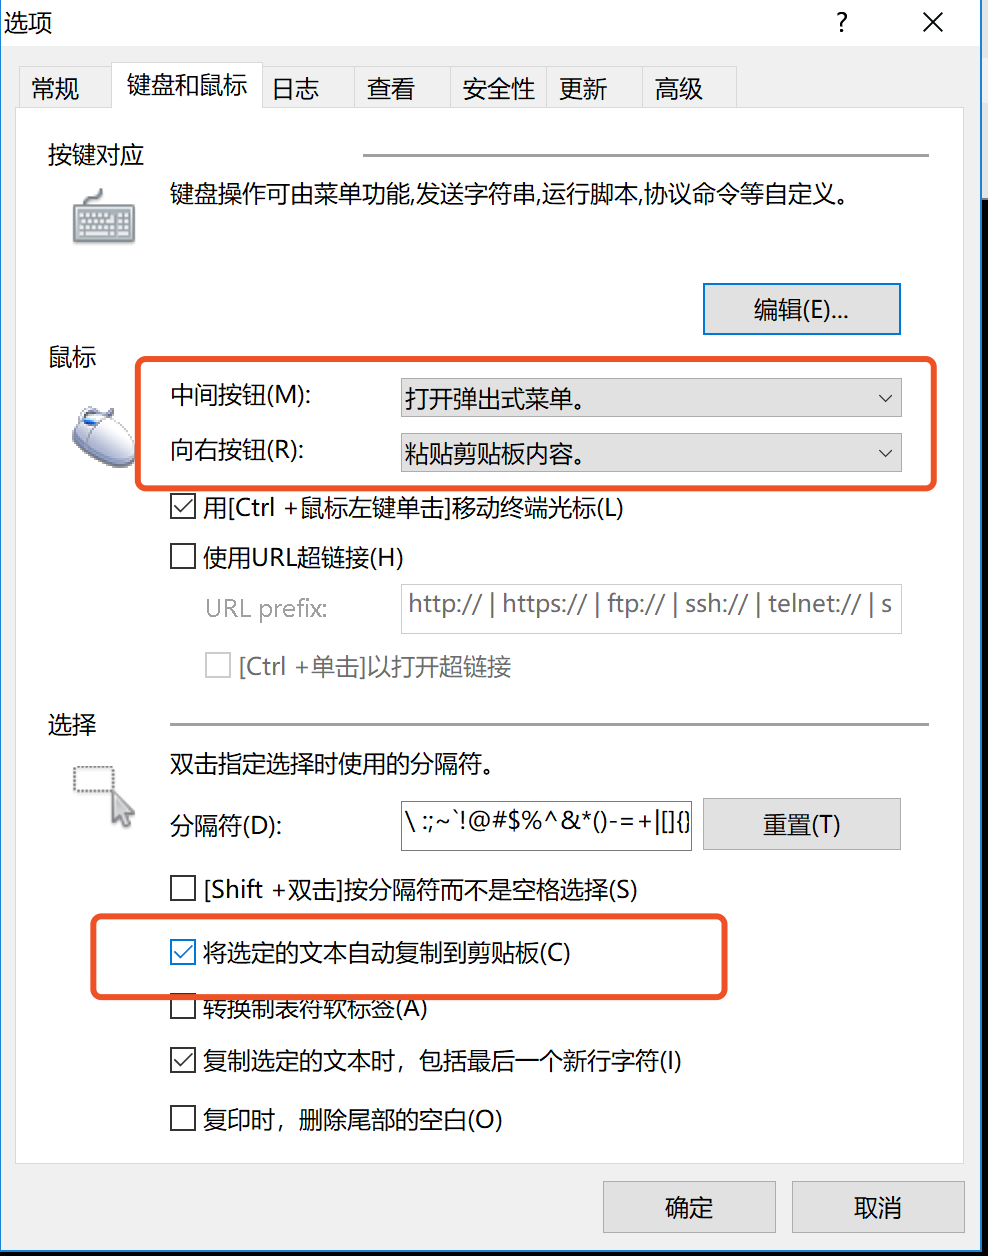 选项
?
常规 键盘和鼠标 日志 查看 安全性 更新 高级
按键对应
键盘操作可由菜单功能,发送字符串,运行脚本,协议命令等自定义。
编辑(E)...
鼠标
中间按钮(M): 打开弹出式菜单。
向右按钮(R): 粘贴剪贴板内容。
用[Ctrl +鼠标左键单击]移动终端光标(L)
使用URL超链接(H)
URL prefix: http:// | https:// | ftp:// | ssh:// | telnet:// | s
[Ctrl +单击]以打开超链接
选择
双击指定选择时使用的分隔符。
分隔符(D): \ :;~`!@#$%^&*()-=+|[]{} 重置(T)
[Shift +双击]按分隔符而不是空格选择(S)
将选定的文本自动复制到剪贴板(C)
转换制表符软标签(A)
复制选定的文本时，包括最后一个新行字符(I)
复印时，删除尾部的空白(O)
确定 取消